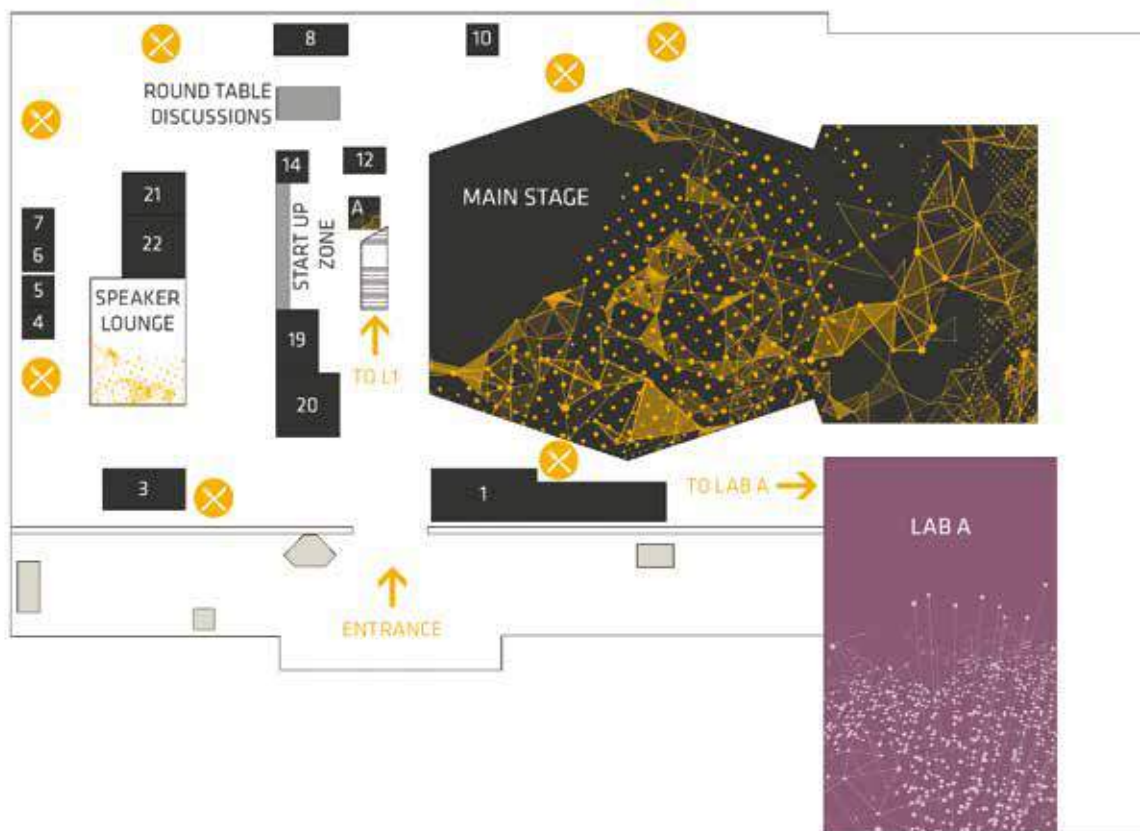 8
10
ROUND TABLE
DISCUSSIONS
14
12
21
A
MAIN STAGE
7
22
START UP
ZONE
6
5
SPEAKER
LOUNGE
4
19
TO L1
20
3
1
TO LAB A
LAB A
ENTRANCE